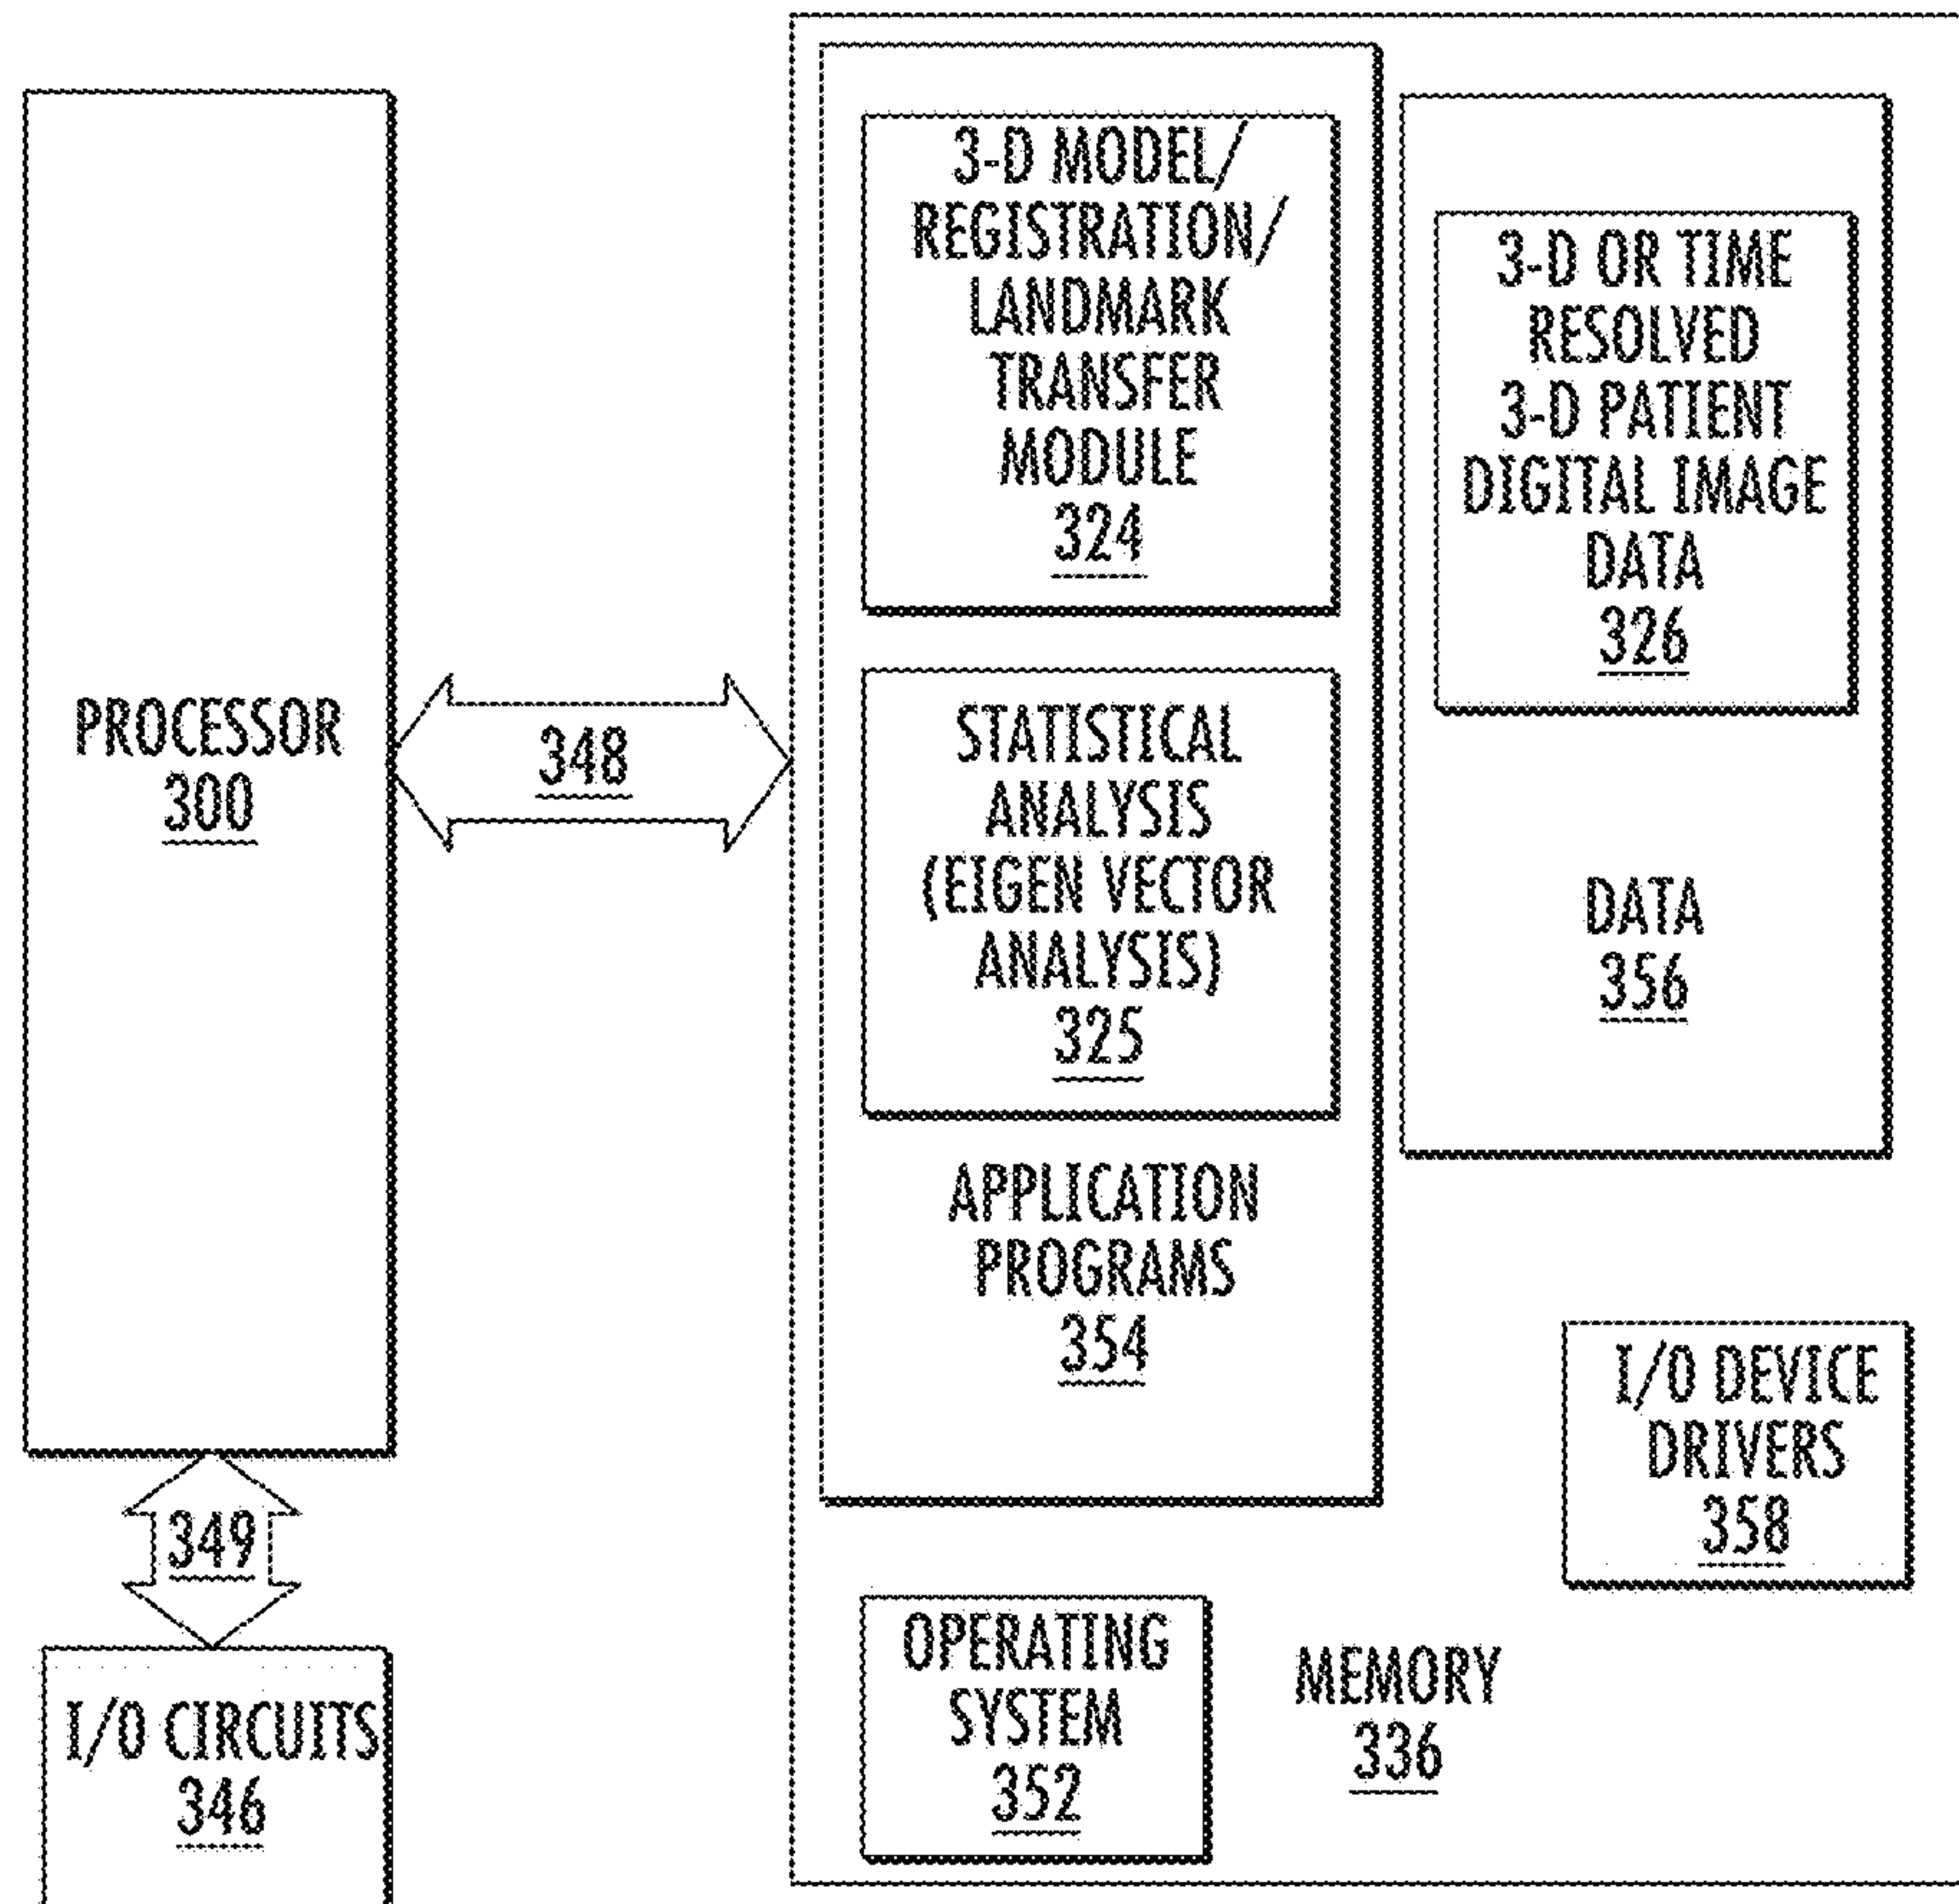 PROCESSOR
300
348
349
I/O CIRCUITS
346
3-D MODEL/
REGISTRATION/
LANDMARK
TRANSFER
MODULE
324
STATISTICAL
ANALYSIS
(EIGEN VECTOR
ANALYSIS)
325
APPLICATION
PROGRAMS
354
3-D OR TIME
RESOLVED
3-D PATIENT
DIGITAL IMAGE
DATA
326
DATA
356
I/O DEVICE
DRIVERS
358
OPERATING
SYSTEM
352
MEMORY
336